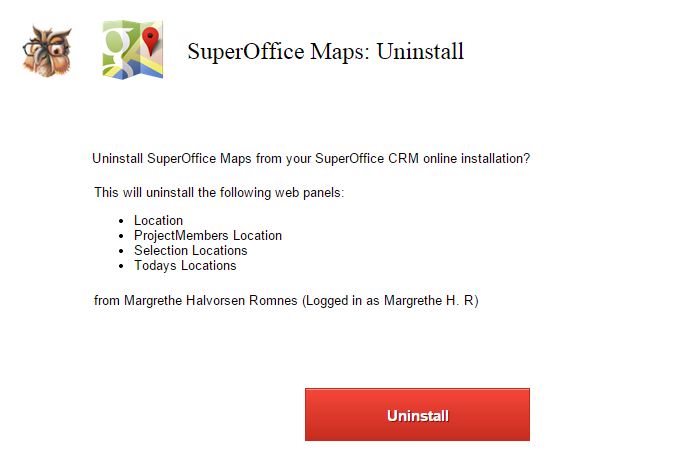 SuperOffice Maps: Uninstall
Uninstall SuperOffice Maps from your SuperOffice CRM online installation?
This will uninstall the following web panels:
• Location
• ProjectMembers Location
• Selection Locations
• Todays Locations
from Margrethe Halvorsen Romnes (Logged in as Margrethe H. R)
Uninstall